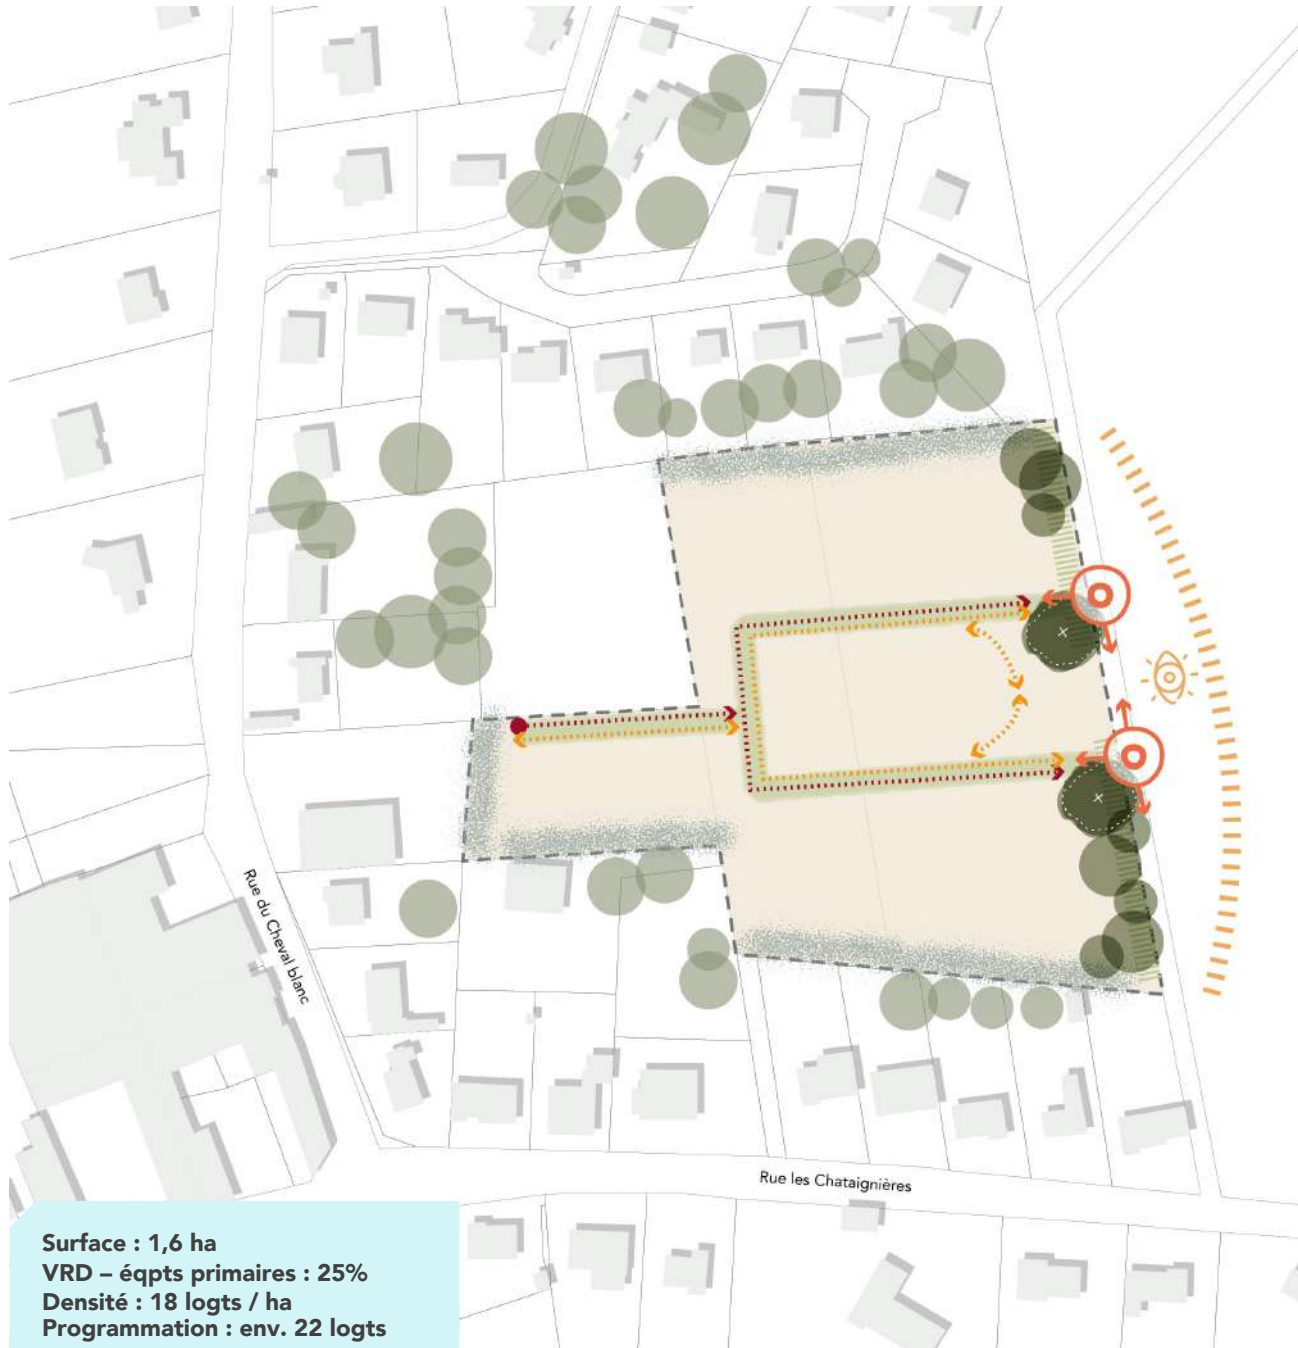 Rue du Cheval blanc
Rue les Chataignières
Surface : 1,6 ha
VRD – éqpts primaires : 25%
Densité : 18 logts / ha
Programmation : env. 22 logts